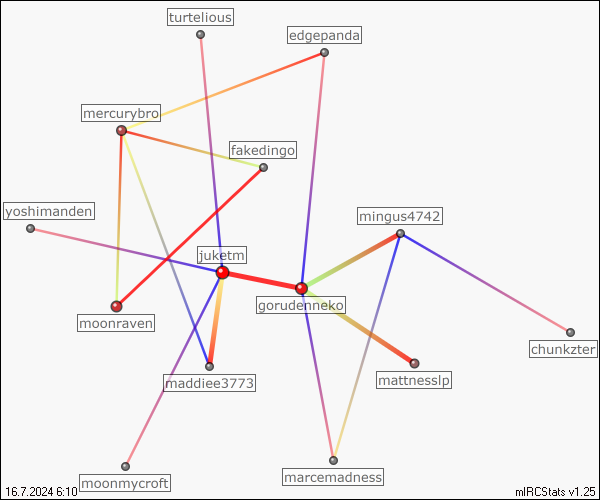 turtelious
edgepanda
mercurybro
fakedingo
yoshimanden
mingus4742
juketm
gorudenneko
moonraven
chunkzter
maddiee3773
mattnesslp
moonmycroft
marcemadness
16.7.2024 6:10
mIRCStats v1.25